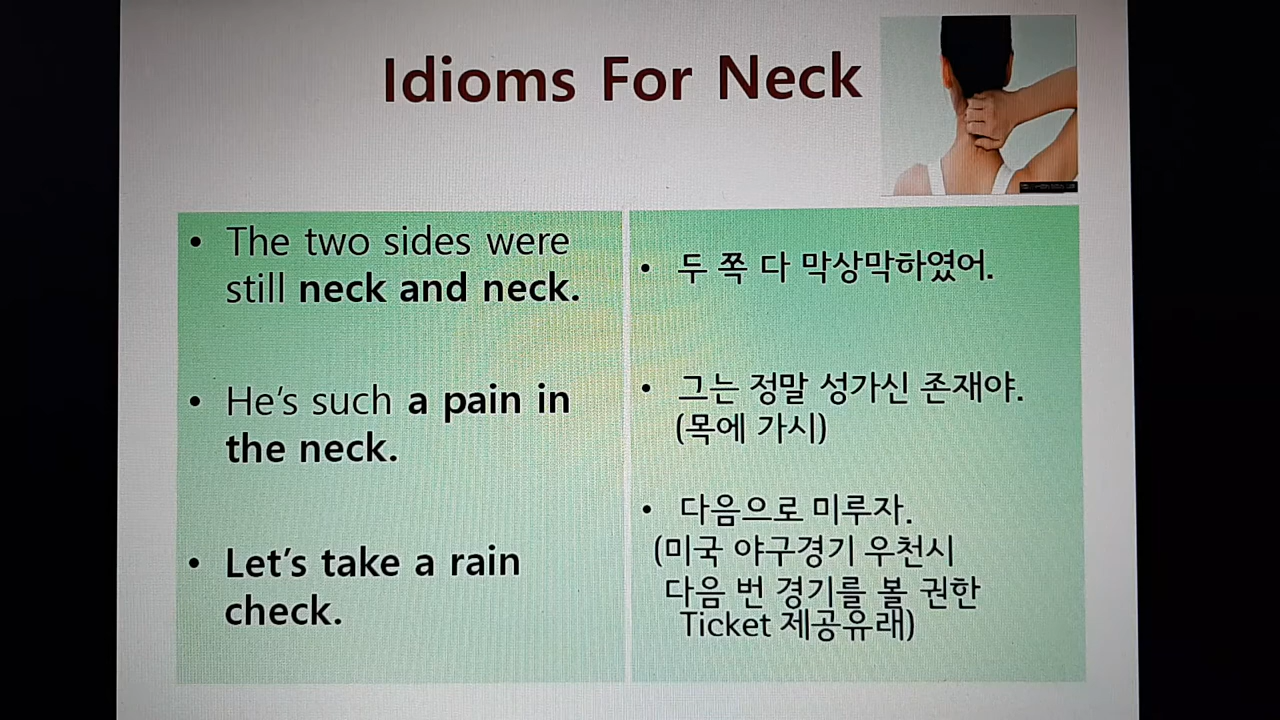 Idioms For Neck
• The two sides were
still neck and neck.
• 두 쪽 다 막상막하였어.
• He's such a pain in
the neck.
• 그는 정말 성가신 존재야.
(목에 가시)
• Let's take a rain
check.
• 다음으로 미루자.
(미국 야구경기 우천시
다음 번 경기를 볼 권한
Ticket 제공유래)